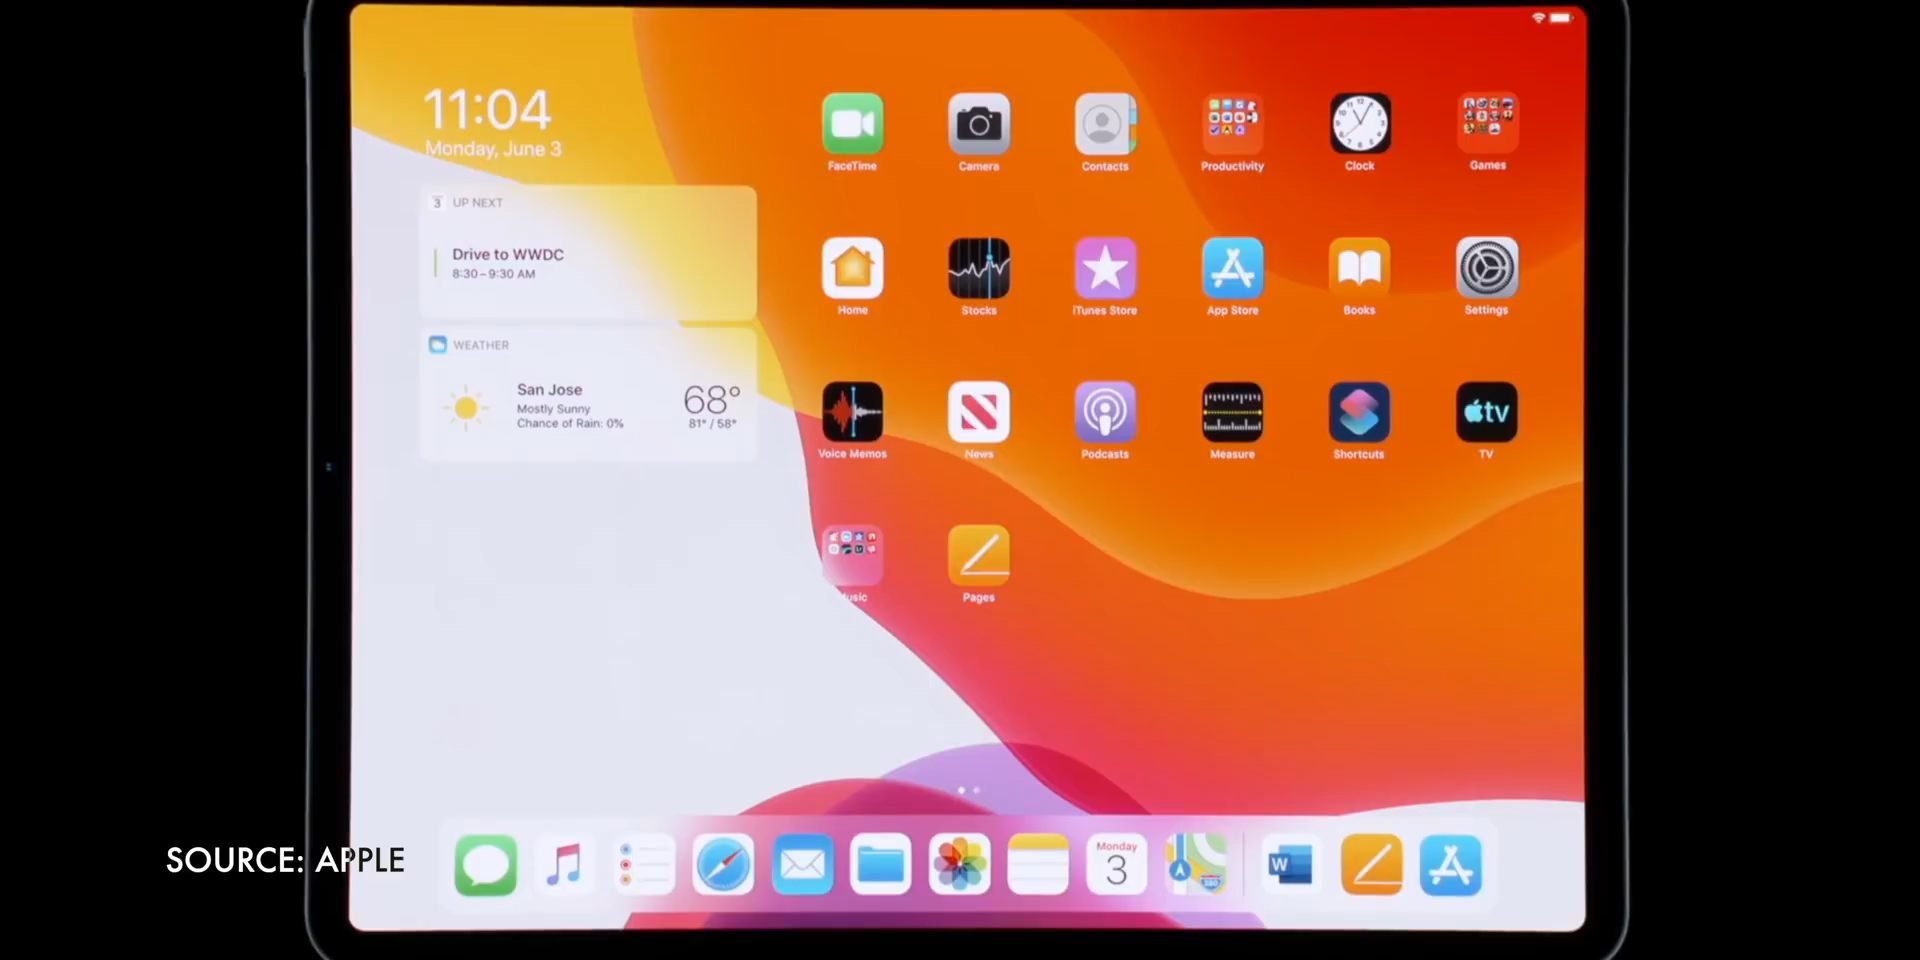 11:04
Monday, June 3
3 UP NEXT
Drive to WWDC
8:30–9:30 AM
WEATHER
San Jose
Mostly Sunny
Chance of Rain: 0%
68°
81° / 58°
FaceTime
Camera
Contacts
Productivity
Clock
Games
Home
Stocks
iTunes Store
App Store
Books
Settings
Voice Memos
News
Podcasts
Measure
Shortcuts
tv
TV
Music
Pages
Monday
3
W
SOURCE: APPLE